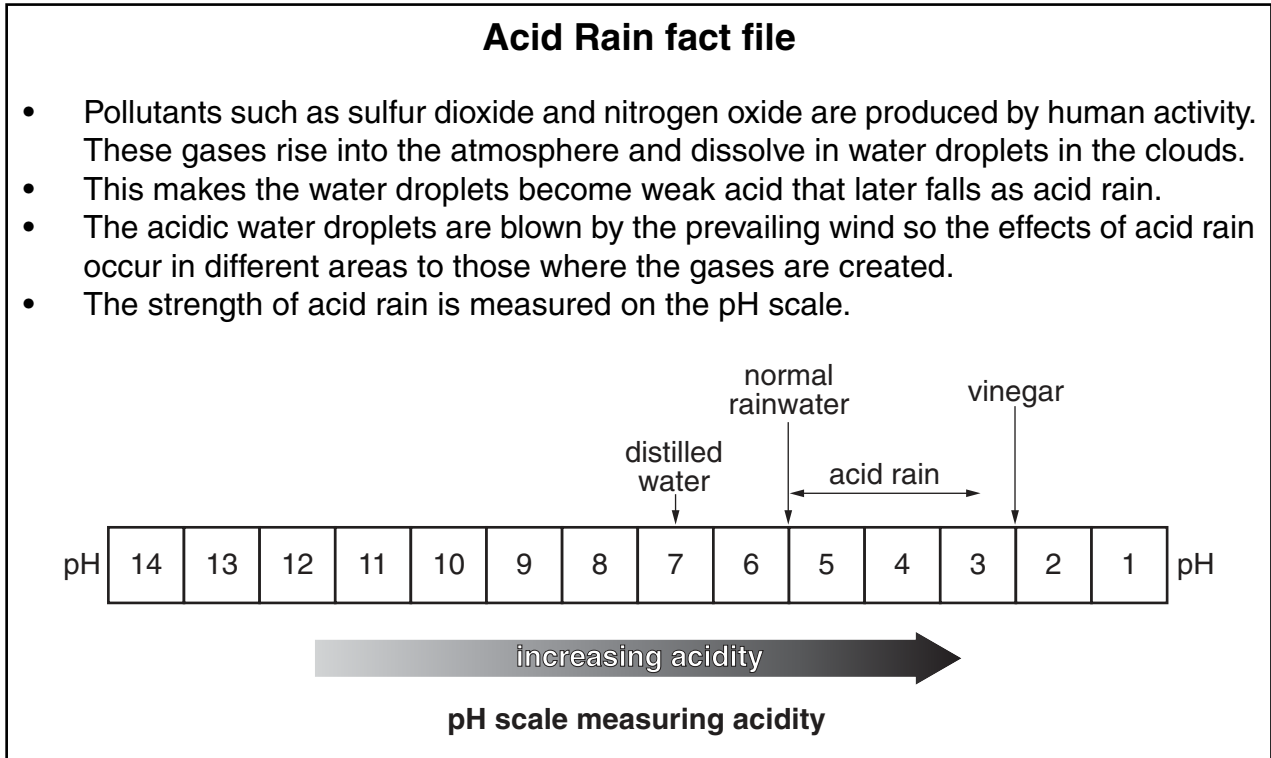 Acid Rain fact file
• Pollutants such as sulfur dioxide and nitrogen oxide are produced by human activity.
These gases rise into the atmosphere and dissolve in water droplets in the clouds.
• This makes the water droplets become weak acid that later falls as acid rain.
• The acidic water droplets are blown by the prevailing wind so the effects of acid rain
occur in different areas to those where the gases are created.
• The strength of acid rain is measured on the pH scale.
normal
rainwater
vinegar
distilled
water
acid rain
pH 14 13 12 11 10 9 8 7 6 5 4 3 2 1 pH
increasing acidity
pH scale measuring acidity